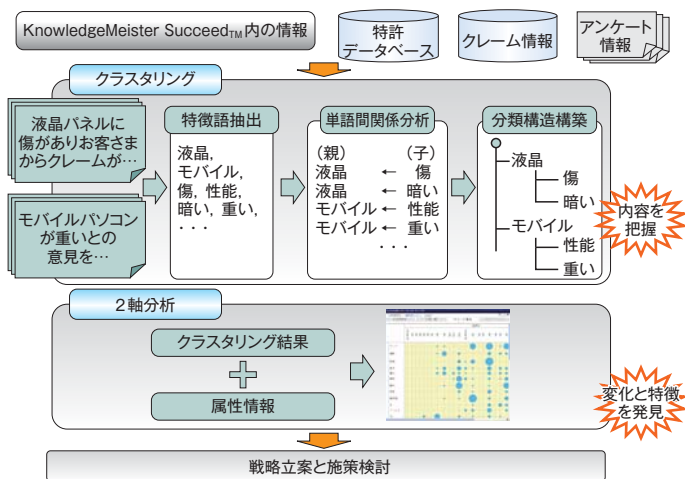 KnowledgeMeister Succeed™内の情報
特許
データベース
クレーム情報
アンケート
情報
クラスタリング
液晶パネルに
傷がありお客さま
からクレームが…
モバイルパソコン
が重いとの
意見を…
特徴語抽出
液晶,
モバイル,
傷, 性能,
暗い, 重い,
・・・
単語間関係分析
(親) (子)
液晶 ← 傷
液晶 ← 暗い
モバイル ← 性能
モバイル ← 重い
・・・
分類構造構築
液晶
傷
暗い
モバイル
性能
重い
内容を
把握
2軸分析
クラスタリング結果
属性情報
変化と特徴
を発見
戦略立案と施策検討